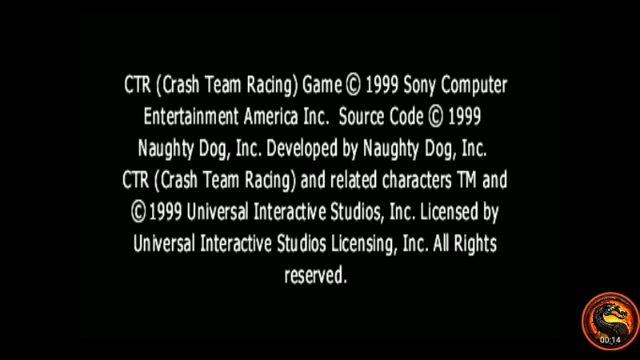 CTR (Crash Team Racing) Game © 1999 Sony Computer
Entertainment America Inc. Source Code © 1999
Naughty Dog, Inc. Developed by Naughty Dog, Inc.
CTR (Crash Team Racing) and related characters TM and
©1999 Universal Interactive Studios, Inc. Licensed by
Universal Interactive Studios Licensing, Inc. All Rights
reserved.
00:14